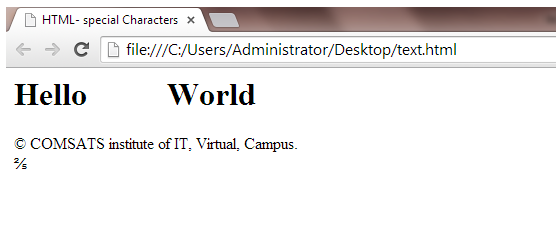 HTML- special Characters
file:///C:/Users/Administrator/Desktop/text.html
Hello World
© COMSATS institute of IT, Virtual, Campus.
⅖